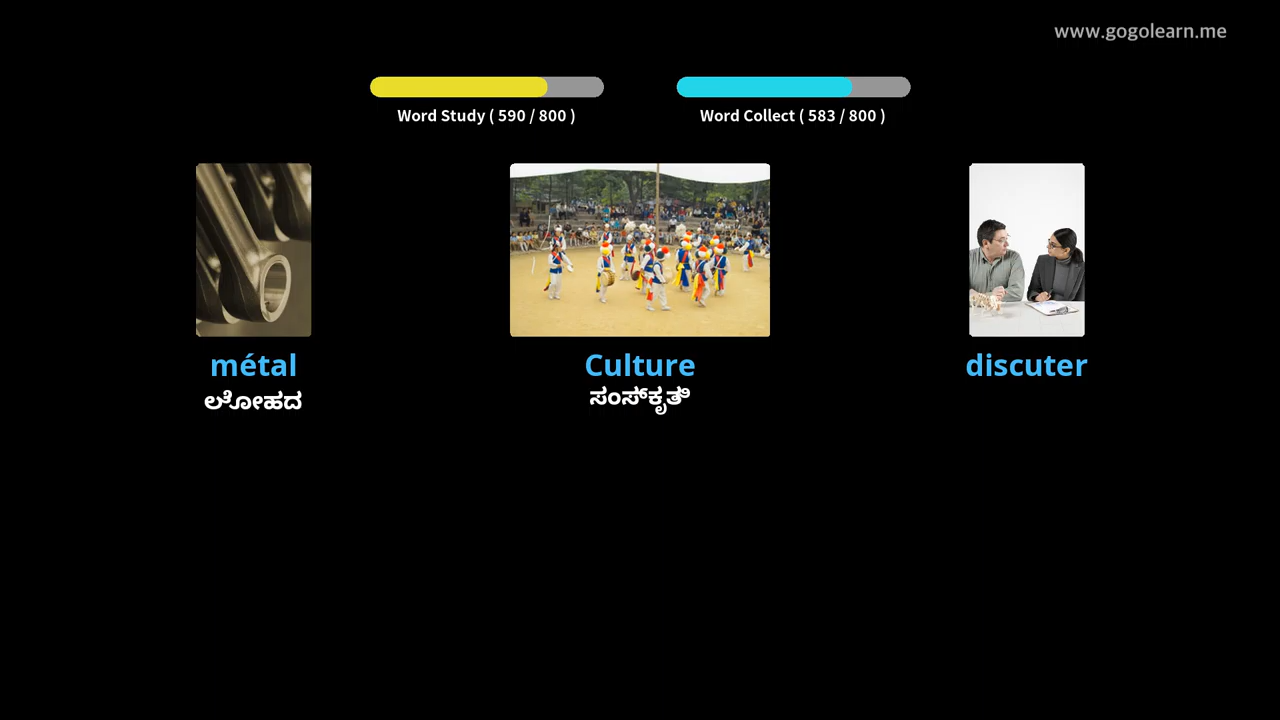 www.gogolearn.me
Word Study ( 590 / 800 )
Word Collect ( 583 / 800 )
métal
Culture
discuter
ಲೋಹದ
ಸಂಸ್ಕೃತಿ